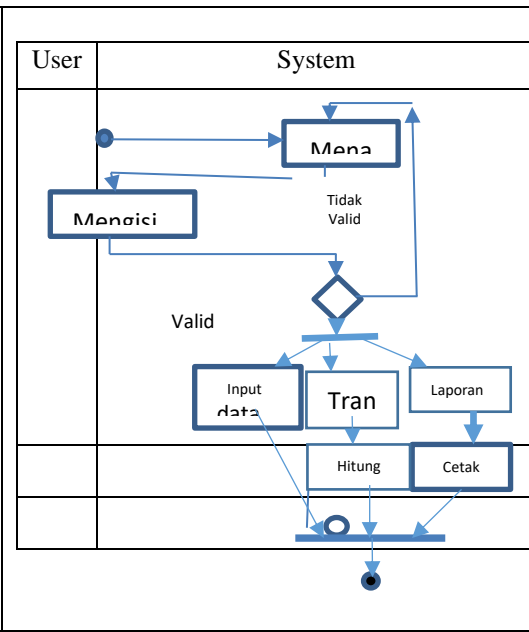 User
System
Mena
Tidak
Valid
Mengisi
Valid
Input
data
Tran
Laporan
Hitung
Cetak